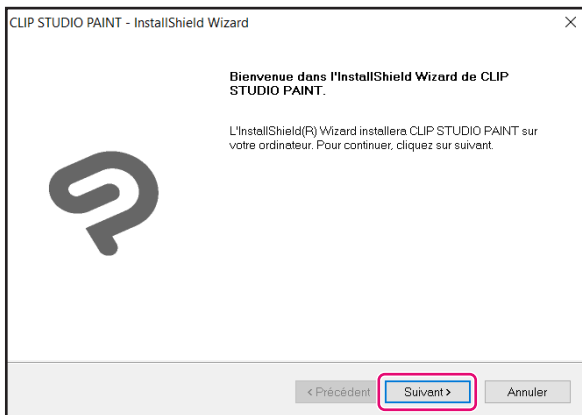 CLIP STUDIO PAINT - InstallShield Wizard
Bienvenue dans l'InstallShield Wizard de CLIP
STUDIO PAINT.
L'InstallShield(R) Wizard installera CLIP STUDIO PAINT sur
votre ordinateur. Pour continuer, cliquez sur suivant.
< Précédent Suivant > Annuler